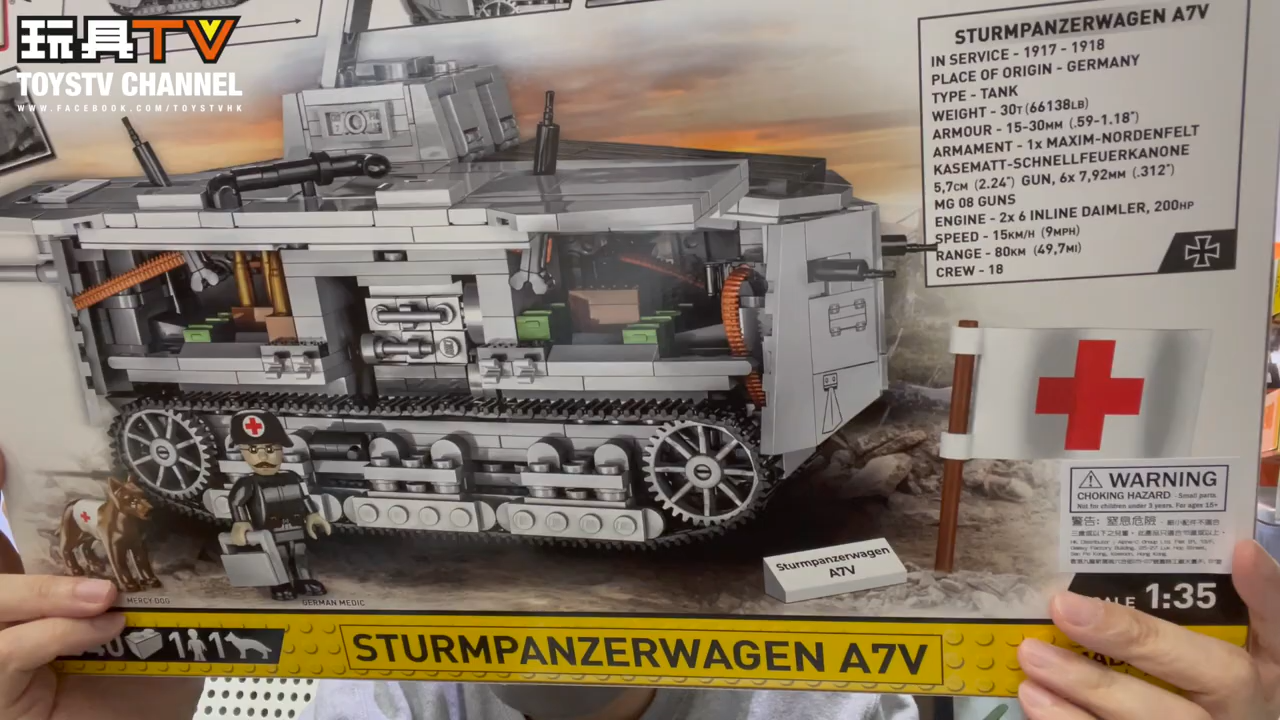 玩具TV
TOYSTV CHANNEL
WWW.FACEBOOK.COM/TOYSTVHK
STURMPANZERWAGEN A7V
IN SERVICE - 1917 - 1918
PLACE OF ORIGIN - GERMANY
TYPE - TANK
WEIGHT - 30T (66138LB)
ARMOUR - 15-30MM (.59-1.18")
ARMAMENT - 1x MAXIM-NORDENFELT
KASEMATT-SCHNELLFEUERKANONE
5,7CM (2.24") GUN, 6x 7,92MM (.312")
MG 08 GUNS
ENGINE - 2x 6 INLINE DAIMLER, 200HP
SPEED - 15KM/H (9MPH)
RANGE - 80KM (49,7MI)
CREW - 18
WARNING
CHOKING HAZARD - Small parts
Not for children under 3 years. For ages 15+
警告: 窒息危險
Sturmpanzerwagen
A7V
MERCY DOG
GERMAN MEDIC
1:35
40 1 1
STURMPANZERWAGEN A7V